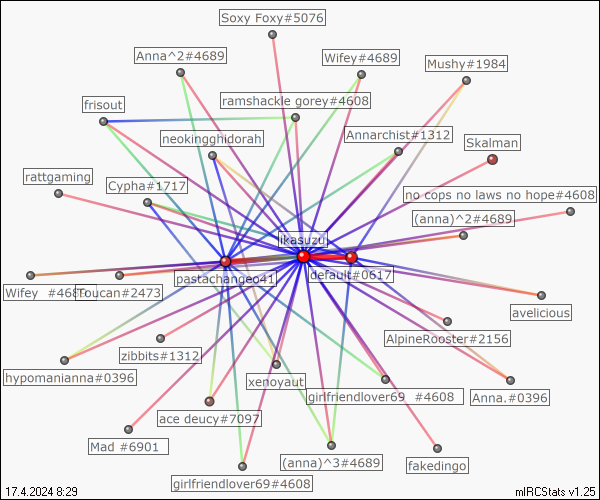 Soxy Foxy#5076
Anna^2#4689
Wifey#4689
Mushy#1984
frisout
ramshackle gorey#4608
neokingghidorah
Annarchist#1312
Skalman
rattgaming
Cypha#1717
no cops no laws no hope#4608
(anna)^2#4689
ikasuzu
pastachangeo41
default#0617
Wifey_#4689
Toucan#2473
avelicious
AlpineRooster#2156
zibbits#1312
hypomanianna#0396
xenoyaut
girlfriendlover69_#4608
Anna.#0396
ace deucy#7097
Mad #6901
(anna)^3#4689
fakedingo
girlfriendlover69#4608
17.4.2024 8:29
mIRCStats v1.25